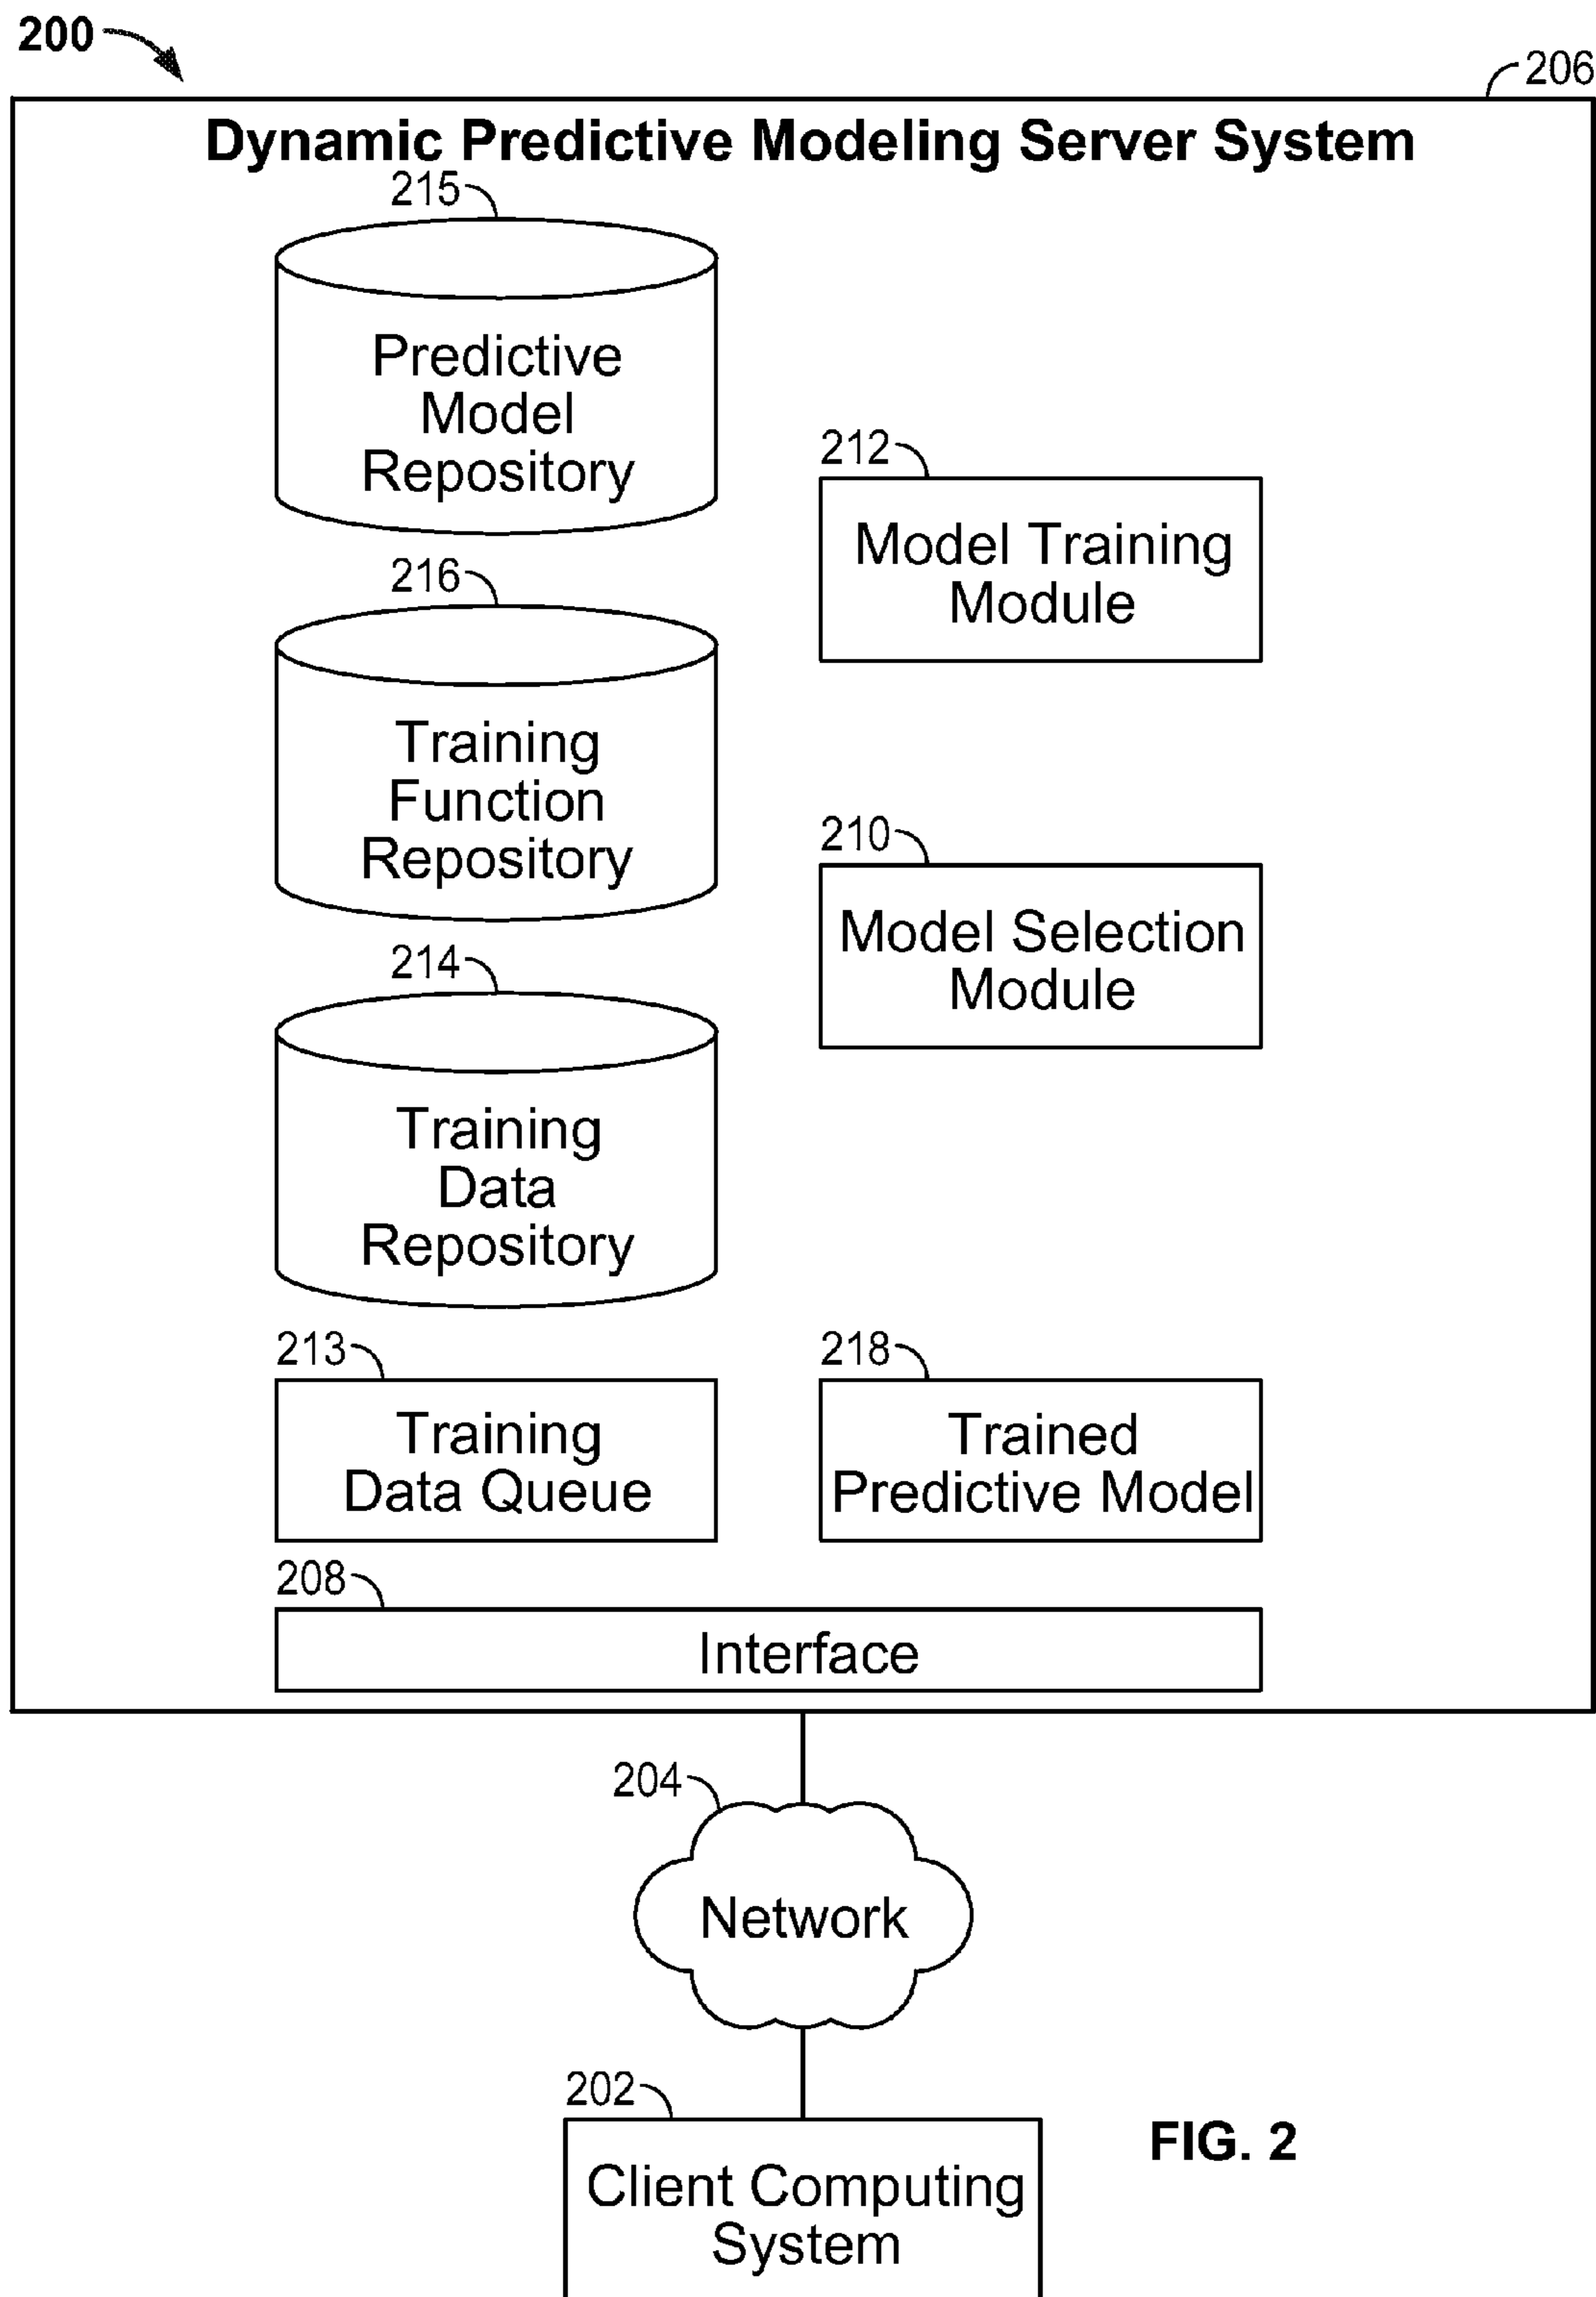 200
206
Dynamic Predictive Modeling Server System
215
Predictive
Model
Repository
212
Model Training
Module
216
Training
Function
Repository
210
Model Selection
Module
214
Training
Data
Repository
213
Training
Data Queue
218
Trained
Predictive Model
208
Interface
204
Network
202
Client Computing
System
FIG. 2